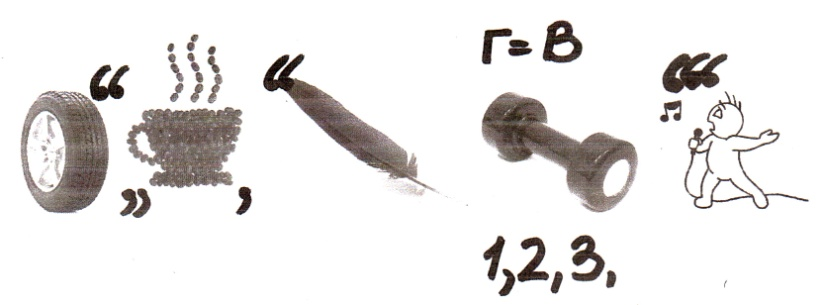 Г=В
“ “ “‘
,, ,
1,2,3,